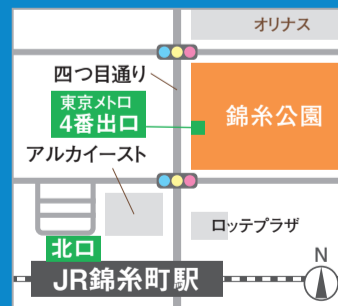 オリナス
四つ目通り
東京メトロ
4番出口
錦糸公園
アルカイースト
ロッテプラザ
北口
JR錦糸町駅
N